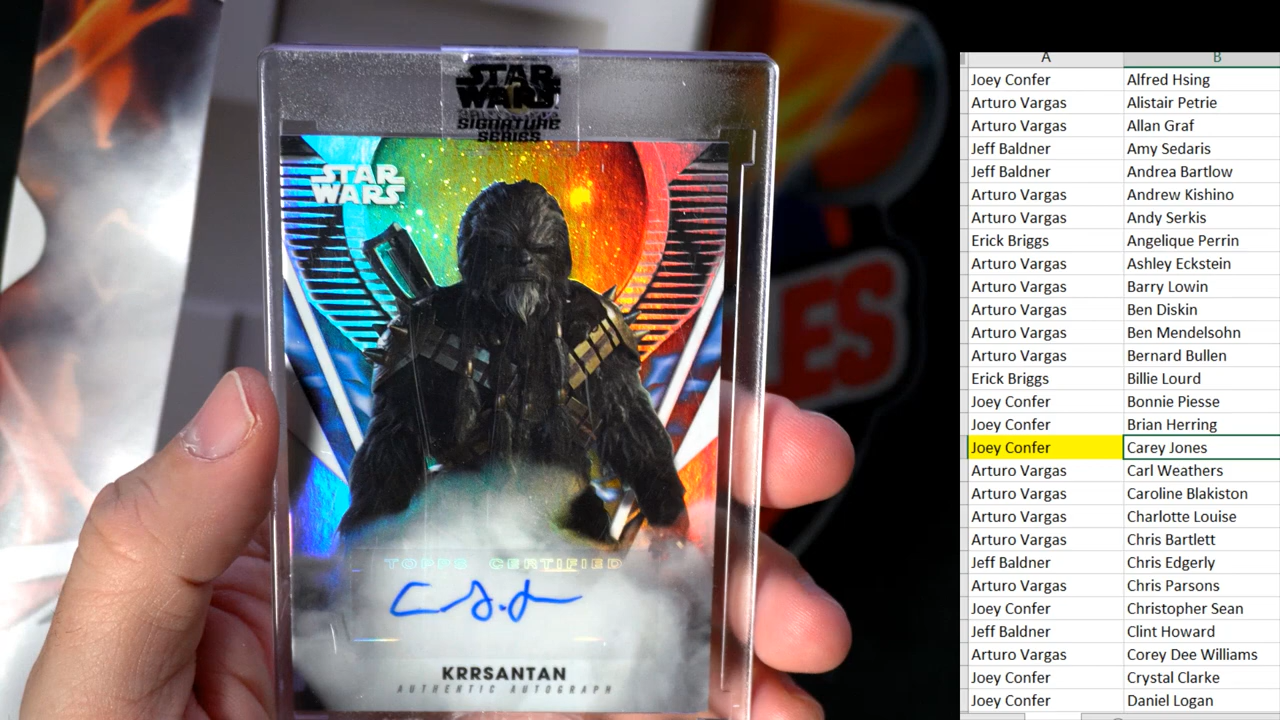 STAR
WARS
SIGNATURE
SERIES
STAR
WARS
TOPPS CERTIFIED
KRRSANTAN
AUTHENTIC AUTOGRAPH
ES
A B
Joey Confer Alfred Hsing
Arturo Vargas Alistair Petrie
Arturo Vargas Allan Graf
Jeff Baldner Amy Sedaris
Jeff Baldner Andrea Bartlow
Arturo Vargas Andrew Kishino
Arturo Vargas Andy Serkis
Erick Briggs Angelique Perrin
Arturo Vargas Ashley Eckstein
Arturo Vargas Barry Lowin
Arturo Vargas Ben Diskin
Arturo Vargas Ben Mendelsohn
Arturo Vargas Bernard Bullen
Erick Briggs Billie Lourd
Joey Confer Bonnie Piesse
Joey Confer Brian Herring
Joey Confer Carey Jones
Arturo Vargas Carl Weathers
Arturo Vargas Caroline Blakiston
Arturo Vargas Charlotte Louise
Arturo Vargas Chris Bartlett
Jeff Baldner Chris Edgerly
Arturo Vargas Chris Parsons
Joey Confer Christopher Sean
Jeff Baldner Clint Howard
Arturo Vargas Corey Dee Williams
Joey Confer Crystal Clarke
Joey Confer Daniel Logan